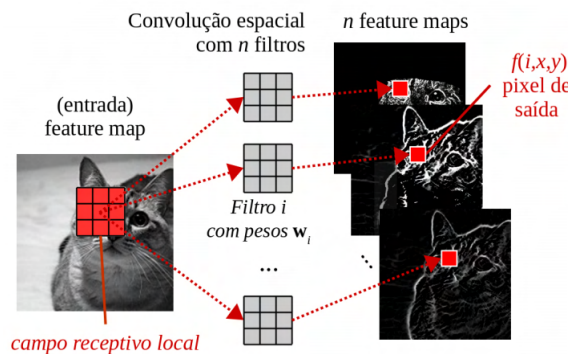 Convolução espacial
com n filtros
n feature maps
f(i,x,y)
pixel de
saída
(entrada)
feature map
Filtro i
com pesos wᵢ
...
...
campo receptivo local